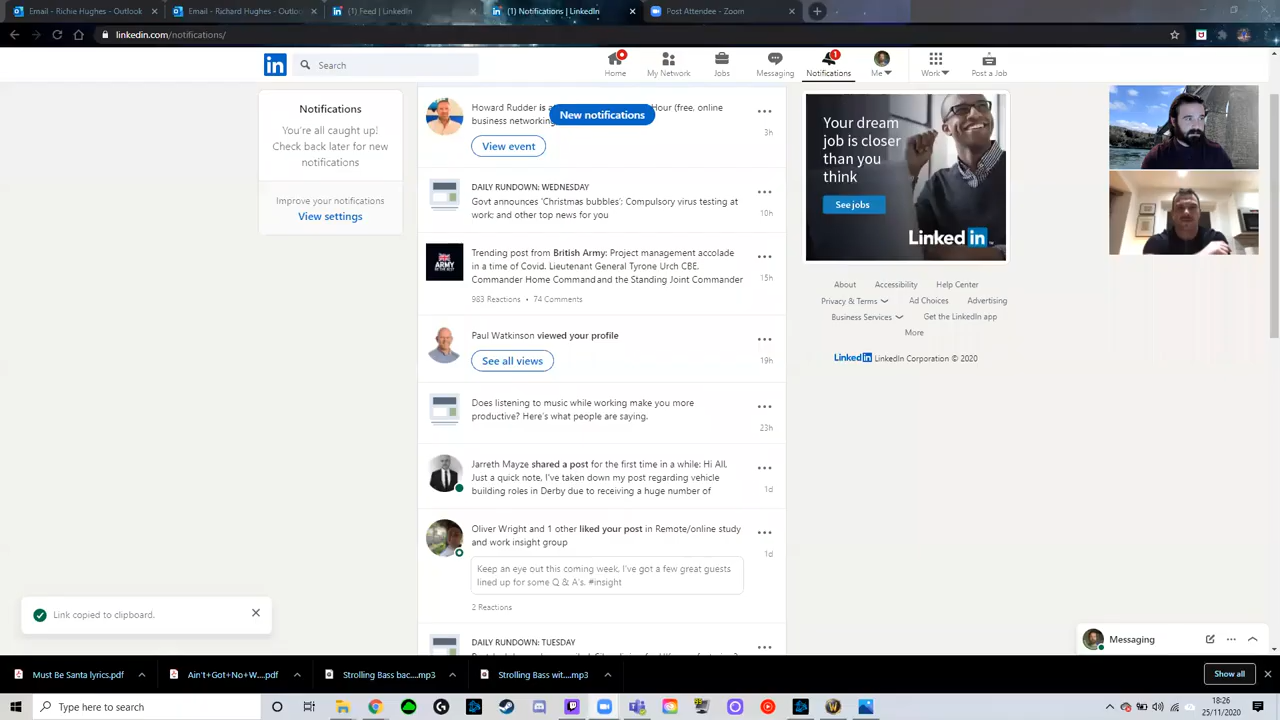 Email - Richie Hughes - Outlook
Email - Richard Hughes - Outloo
(1) Feed | LinkedIn
(1) Notifications | LinkedIn
Post Attendee - Zoom
linkedin.com/notifications/
in
Search
Home
My Network
Jobs
Messaging
1
Notifications
Me
Work
Post a Job
Notifications
You're all caught up!
Check back later for new
notifications
Improve your notifications
View settings
New notifications
Howard Rudder is a
Hour (free, online
business networking
3h
View event
DAILY RUNDOWN: WEDNESDAY
Govt announces 'Christmas bubbles': Compulsory virus testing at
work; and other top news for you
10h
ARMY
Trending post from British Army: Project management accolade
in a time of Covid. Lieutenant General Tyrone Urch CBE,
Commander Home Command and the Standing Joint Commander
15h
983 Reactions • 74 Comments
Paul Watkinson viewed your profile
19h
See all views
Does listening to music while working make you more
productive? Here's what people are saying.
23h
Jarreth Mayze shared a post for the first time in a while: Hi All,
Just a quick note, I've taken down my post regarding vehicle
building roles in Derby due to receiving a huge number of
1d
Oliver Wright and 1 other liked your post in Remote/online study
and work insight group
1d
Keep an eye out this coming week, I've got a few great guests
lined up for some Q & A's. #insight
2 Reactions
DAILY RUNDOWN: TUESDAY
Your dream
job is closer
than you
think
See jobs
Linked in
About
Accessibility
Help Center
Privacy & Terms
Ad Choices
Advertising
Business Services
Get the LinkedIn app
More
Linked in LinkedIn Corporation © 2020
Link copied to clipboard.
Messaging
Must Be Santa lyrics.pdf
Ain't+Got+No+W....pdf
Strolling Bass bac....mp3
Strolling Bass wit....mp3
Show all
Type here to search
18:26
25/11/2020